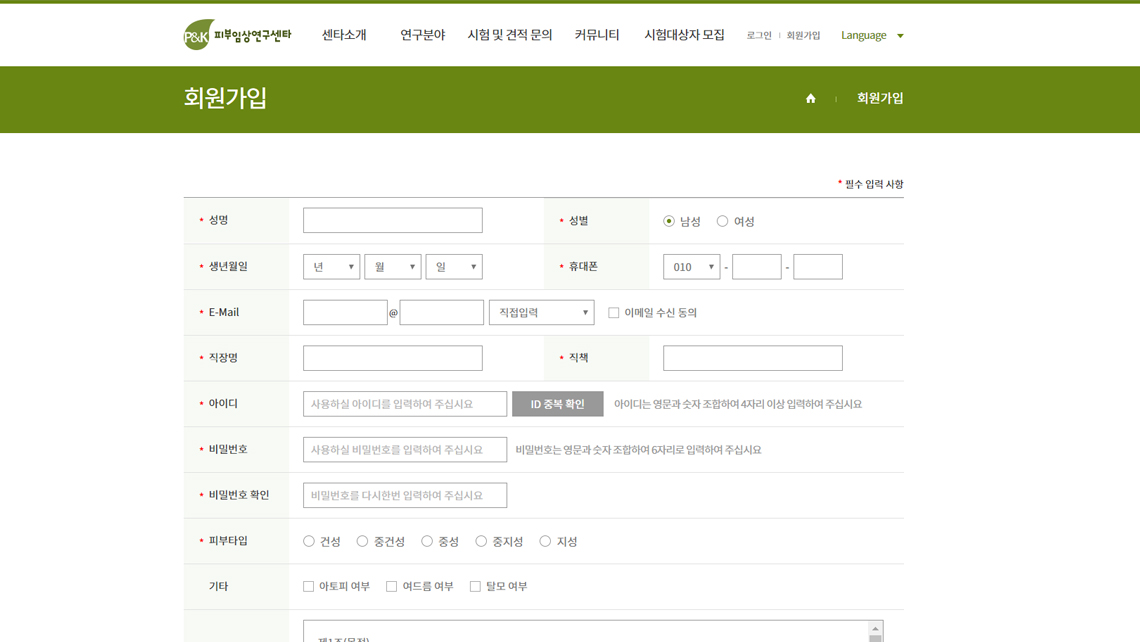 P&K 피부임상연구센타 센타소개 연구분야 시험 및 견적 문의 커뮤니티 시험대상자 모집 로그인 회원가입 Language
회원가입 회원가입
* 필수 입력 사항
* 성명 * 성별 남성 여성
* 생년월일 년 월 일 * 휴대폰 010 - -
* E-Mail @ 직접입력 이메일 수신 동의
* 직장명 * 직책
* 아이디 사용하실 아이디를 입력하여 주십시요 ID 중복 확인 아이디는 영문과 숫자 조합하여 4자리 이상 입력하여 주십시요
* 비밀번호 사용하실 비밀번호를 입력하여 주십시요 비밀번호는 영문과 숫자 조합하여 6자리로 입력하여 주십시요
* 비밀번호 확인 비밀번호를 다시한번 입력하여 주십시요
* 피부타입 건성 중건성 중성 중지성 지성
기타 아토피 여부 여드름 여부 탈모 여부
제1조(목적)